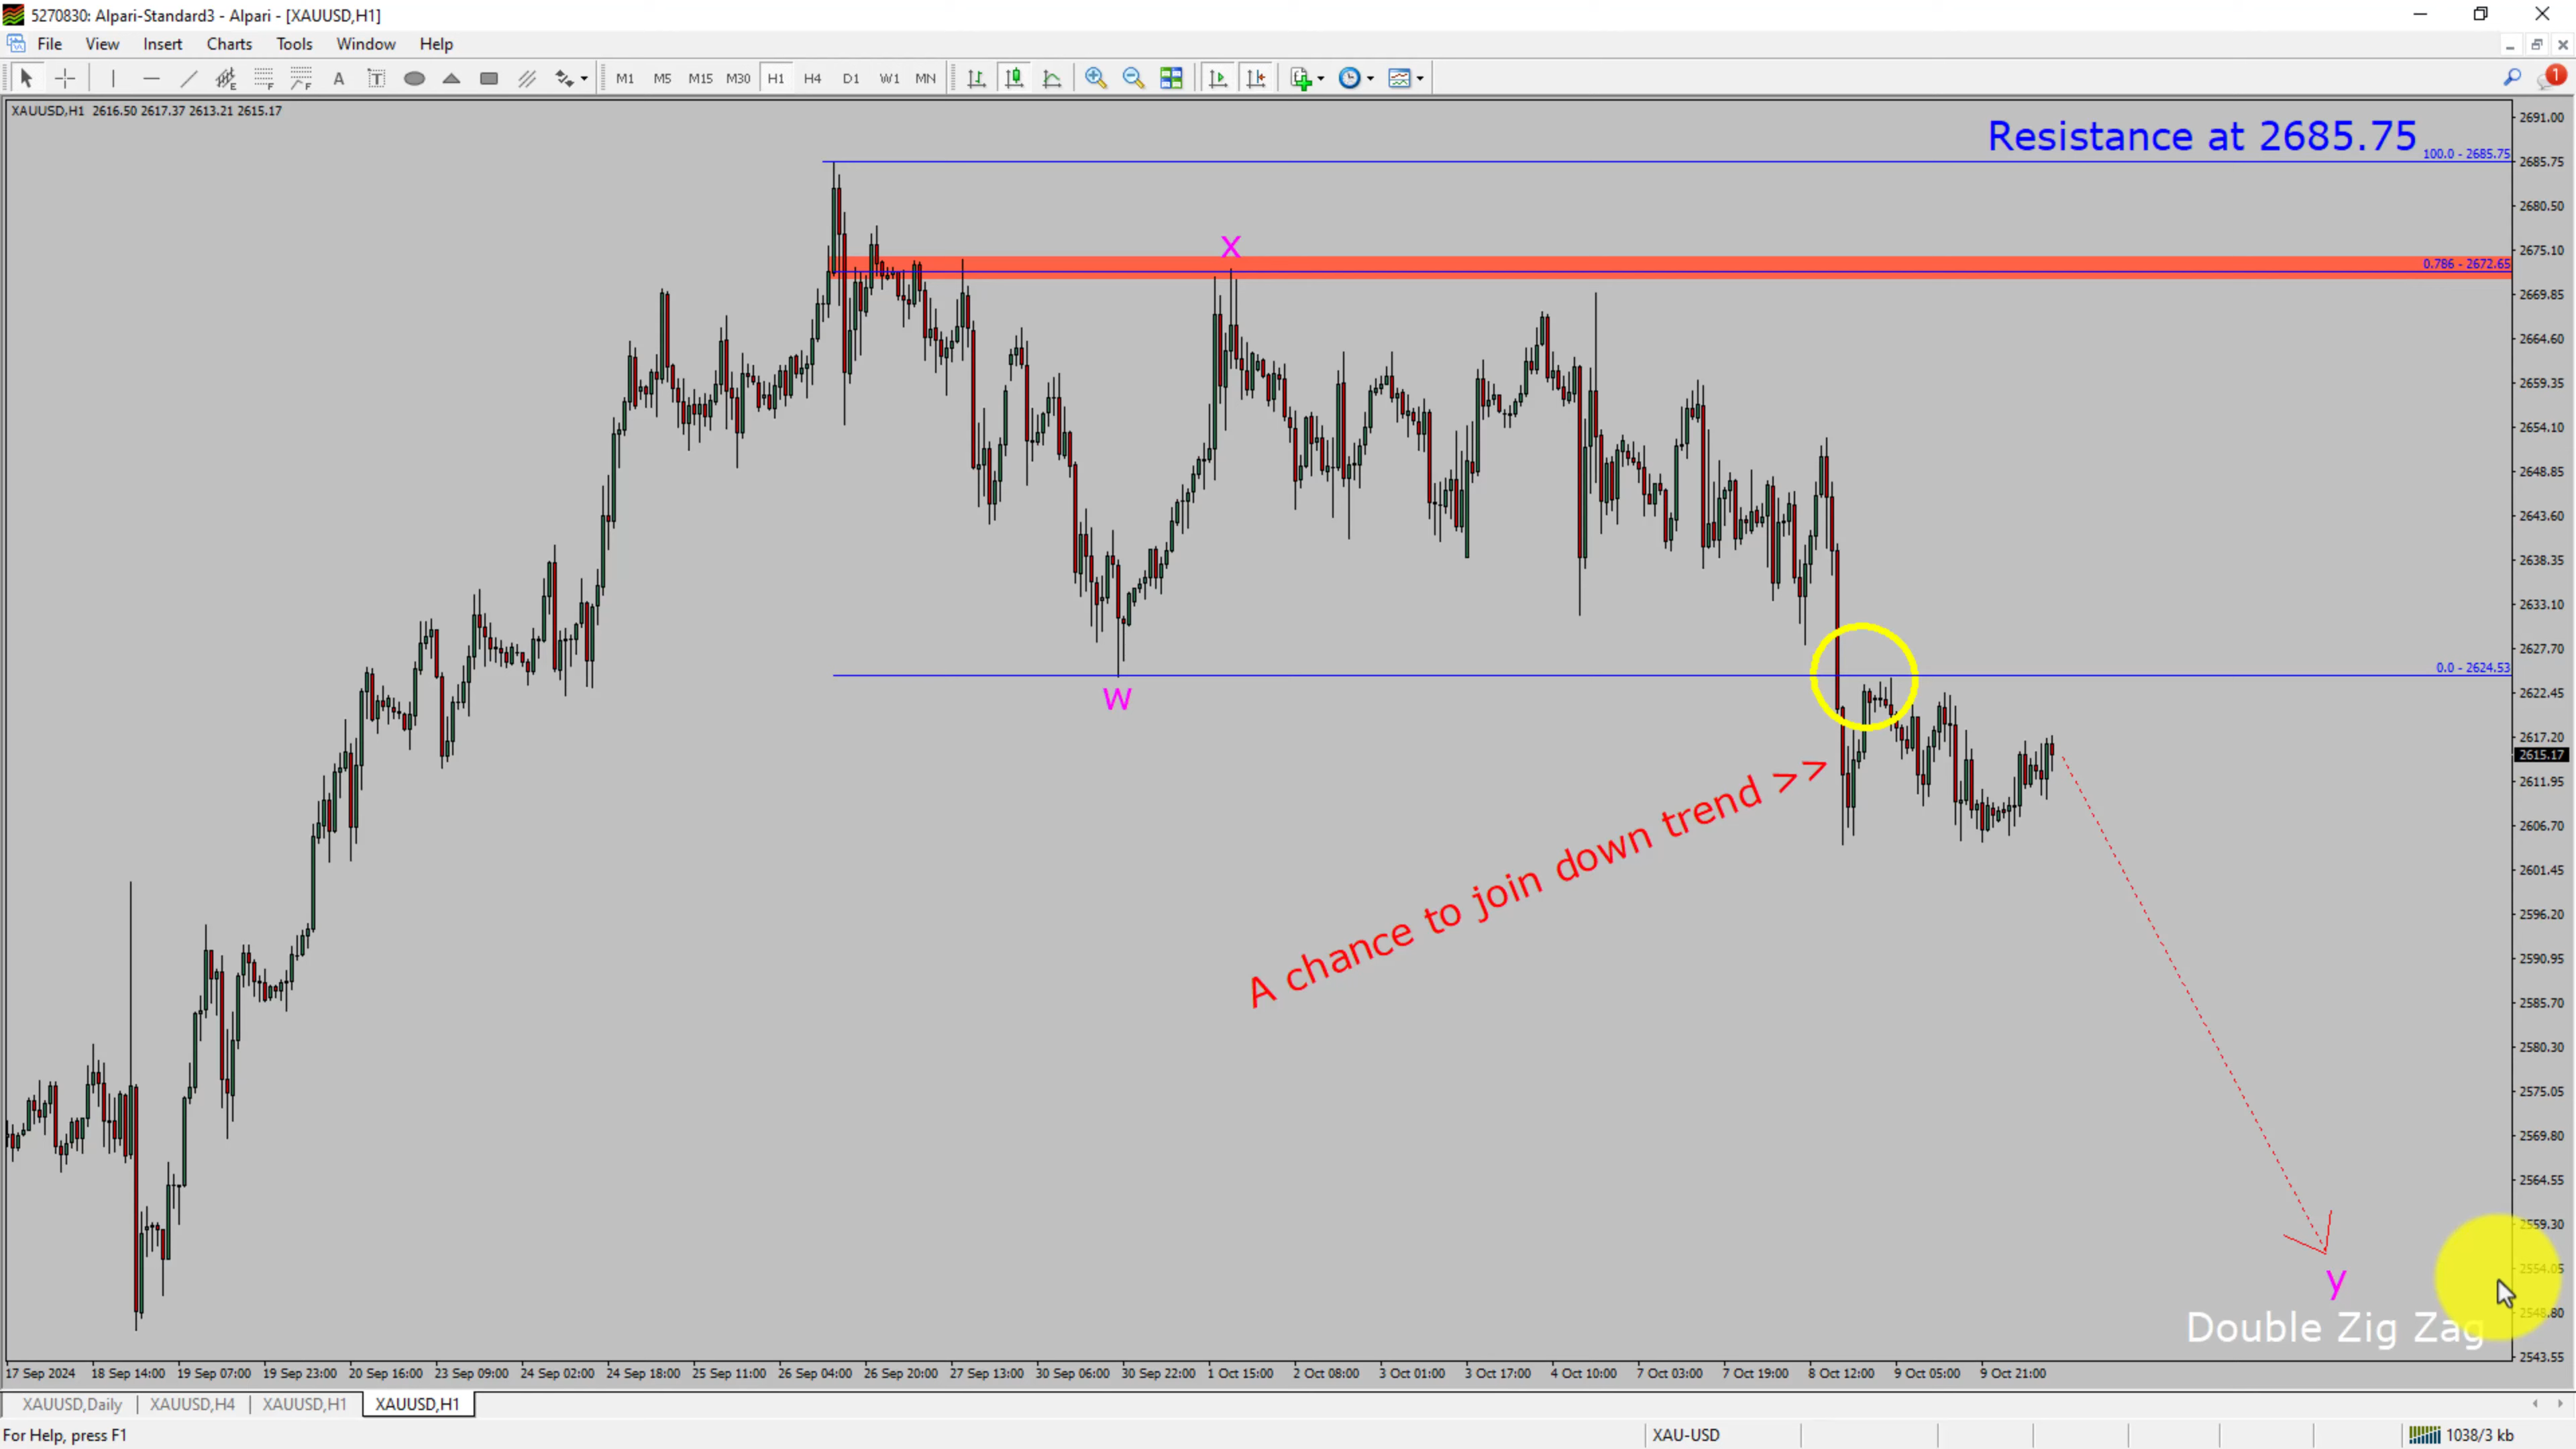 5270830: Alpari-Standard3 - Alpari - [XAUUSD,H1]
File View Insert Charts Tools Window Help
A T M1 M5 M15 M30 H1 H4 D1 W1 MN 1
XAUUSD,H1 2616.50 2617.37 2613.21 2615.17
Resistance at 2685.75
100.0 - 2685.75
x
0.786 - 2672.65
0.0 - 2624.53
w
A chance to join down trend >>
y
Double Zig Zag
2691.00
2685.75
2680.50
2675.10
2669.85
2664.60
2659.35
2654.10
2648.85
2643.60
2638.35
2633.10
2627.70
2622.45
2617.20
2615.17
2611.95
2606.70
2601.45
2596.20
2590.95
2585.70
2580.30
2575.05
2569.80
2564.55
2559.30
2554.05
2548.80
2543.55
17 Sep 2024 18 Sep 14:00 19 Sep 07:00 19 Sep 23:00 20 Sep 16:00 23 Sep 09:00 24 Sep 02:00 24 Sep 18:00 25 Sep 11:00 26 Sep 04:00 26 Sep 20:00 27 Sep 13:00 30 Sep 06:00 30 Sep 22:00 1 Oct 15:00 2 Oct 08:00 3 Oct 01:00 3 Oct 17:00 4 Oct 10:00 7 Oct 03:00 7 Oct 19:00 8 Oct 12:00 9 Oct 05:00 9 Oct 21:00
XAUUSD,Daily XAUUSD,H4 XAUUSD,H1 XAUUSD,H1
For Help, press F1 XAU-USD 1038/3 kb